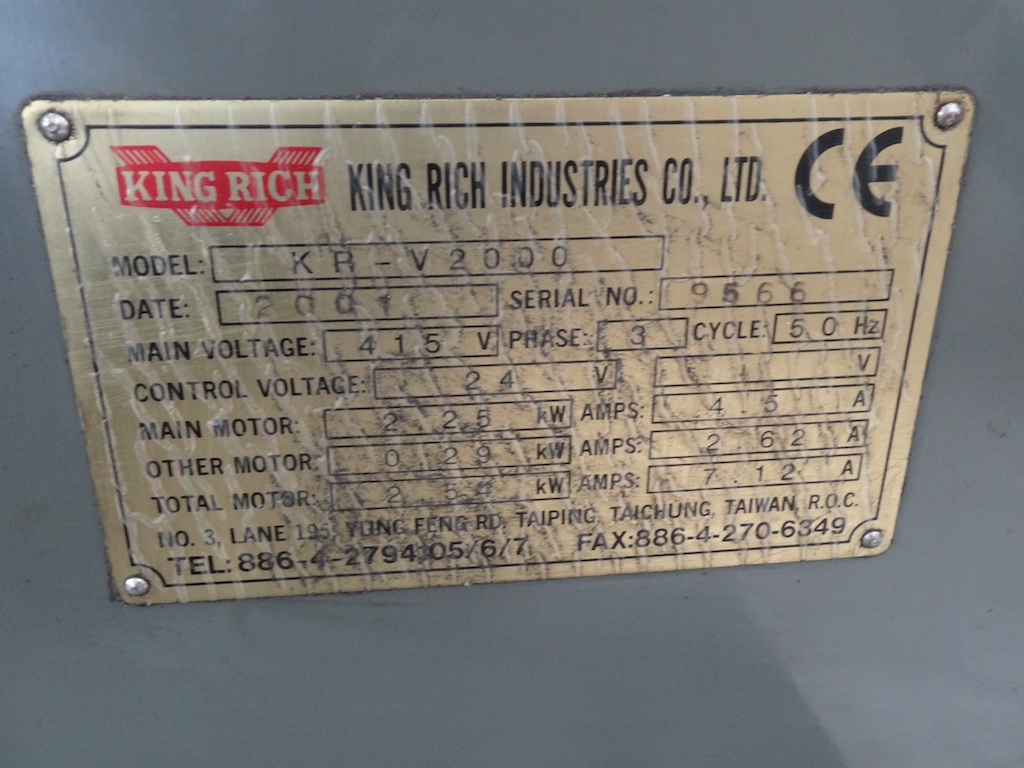 KING RICH KING RICH INDUSTRIES CO., LTD. CE
MODEL: KR-V2000
DATE: 2001 SERIAL NO.: 9566
MAIN VOLTAGE: 415 V PHASE: 3 CYCLE: 50 Hz
CONTROL VOLTAGE: 24 V V
MAIN MOTOR: 2.25 kW AMPS: 4.5 A
OTHER MOTOR: 0.29 kW AMPS: 2.62 A
TOTAL MOTOR: 2.54 kW AMPS: 7.12 A
NO. 3, LANE 195, YUNG FENG RD, TAIPING, TAICHUNG, TAIWAN, R.O.C.
TEL:886-4-2794105/6/7 FAX:886-4-270-6349